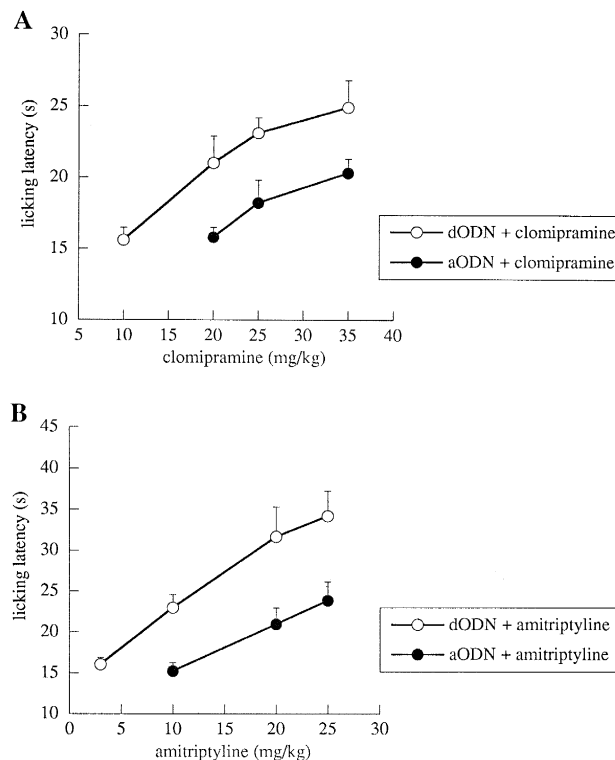 A
30
25
20
15
10
licking latency (s)
5 10 15 20 25 30 35 40
clomipramine (mg/kg)
dODN + clomipramine
aODN + clomipramine
B
45
40
35
30
25
20
15
10
licking latency (s)
0 5 10 15 20 25 30
amitriptyline (mg/kg)
dODN + amitriptyline
aODN + amitriptyline